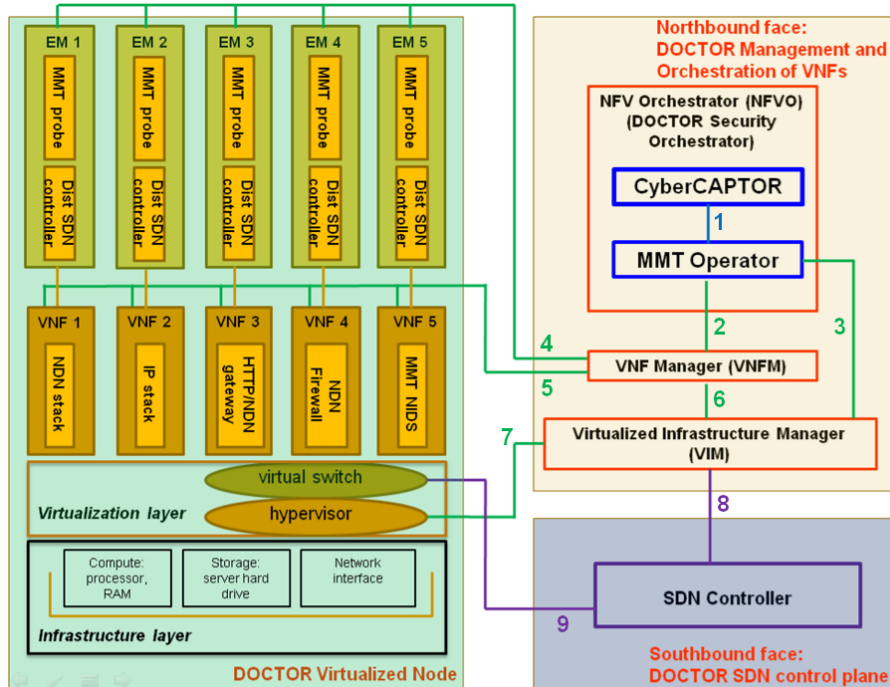 EM 1
EM 2
EM 3
EM 4
EM 5
MMT probe
MMT probe
MMT probe
MMT probe
MMT probe
Dist SDN
controller
Dist SDN
controller
Dist SDN
controller
Dist SDN
controller
Dist SDN
controller
VNF 1
VNF 2
VNF 3
VNF 4
VNF 5
NDN stack
IP stack
HTTP/NDN
gateway
NDN
Firewall
MMT NIDS
virtual switch
Virtualization layer
hypervisor
Compute:
processor,
RAM
Storage:
server hard
drive
Network
interface
Infrastructure layer
DOCTOR Virtualized Node
Northbound face:
DOCTOR Management and
Orchestration of VNFs
NFV Orchestrator (NFVO)
(DOCTOR Security
Orchestrator)
CyberCAPTOR
1
MMT Operator
2
3
4
5
VNF Manager (VNFM)
6
7
Virtualized Infrastructure Manager
(VIM)
8
SDN Controller
9
Southbound face:
DOCTOR SDN control plane